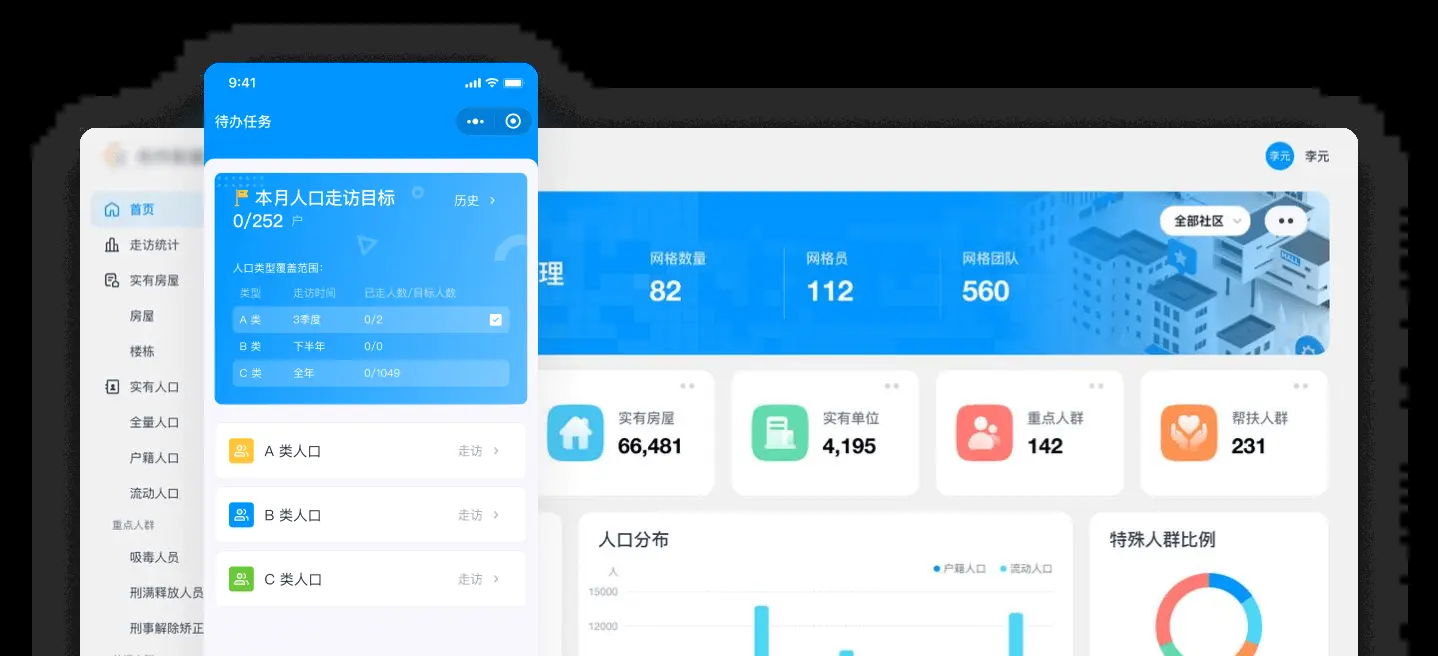 9:41
待办任务
本月人口走访目标
历史
0/252 户
人口类型覆盖范围:
类型 走访时间 已走人数/目标人数
A 类 3季度 0/2
B 类 下半年 0/0
C 类 全年 0/1049
A 类人口 走访
B 类人口 走访
C 类人口 走访
首页
走访统计
实有房屋
房屋
楼栋
实有人口
全量人口
户籍人口
流动人口
重点人群
吸毒人员
刑满释放人员
刑事解除矫正
李元 李元
理
网格数量
82
网格员
112
网格团队
560
全部社区
HALL
实有房屋
66,481
实有单位
4,195
重点人群
142
帮扶人群
231
人口分布
人
户籍人口 流动人口
15000
12000
特殊人群比例